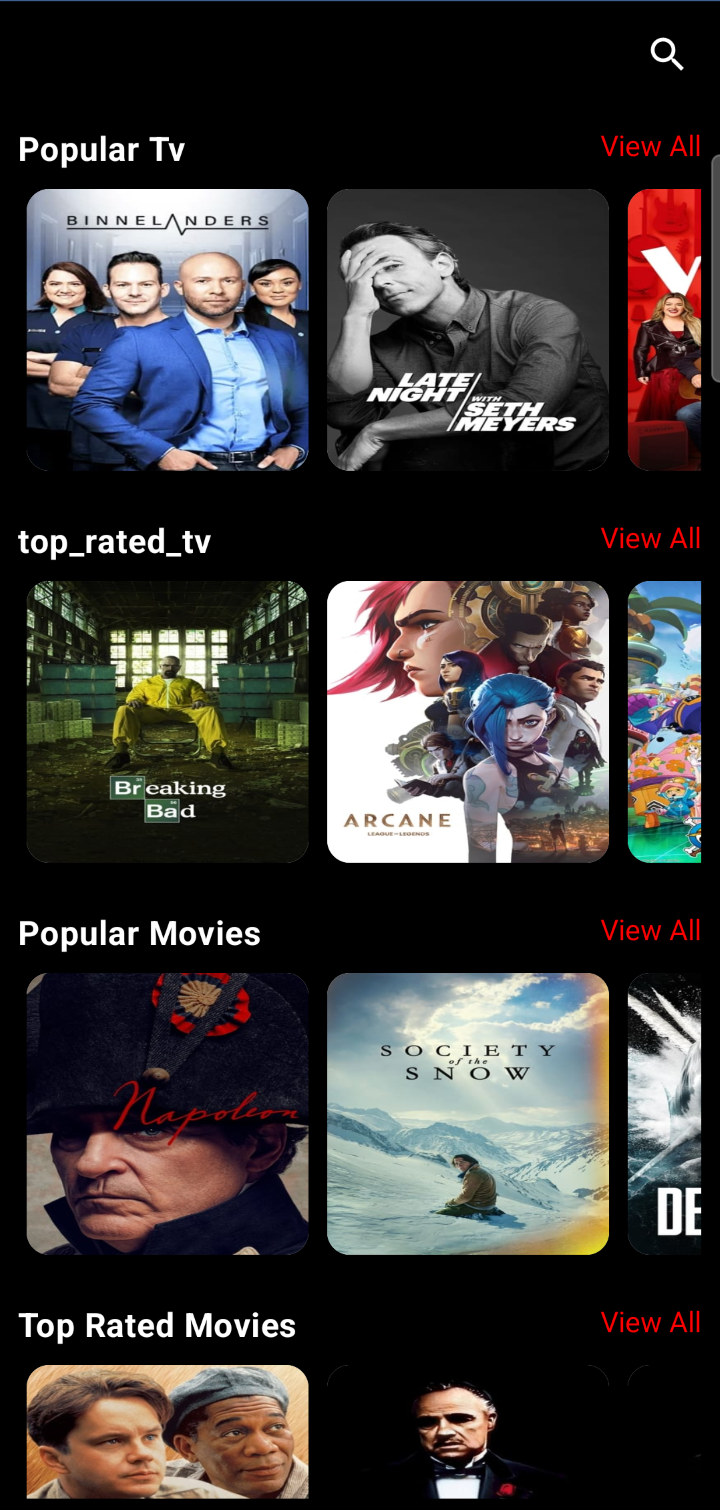 Popular Tv
View All
BINNELANDERS
LATE
NIGHT
WITH
SETH
MEYERS
V
top_rated_tv
View All
Breaking
Bad
ARCANE
LEAGUE OF LEGENDS
Popular Movies
View All
Napoleon
SOCIETY
of the
SNOW
DE
Top Rated Movies
View All